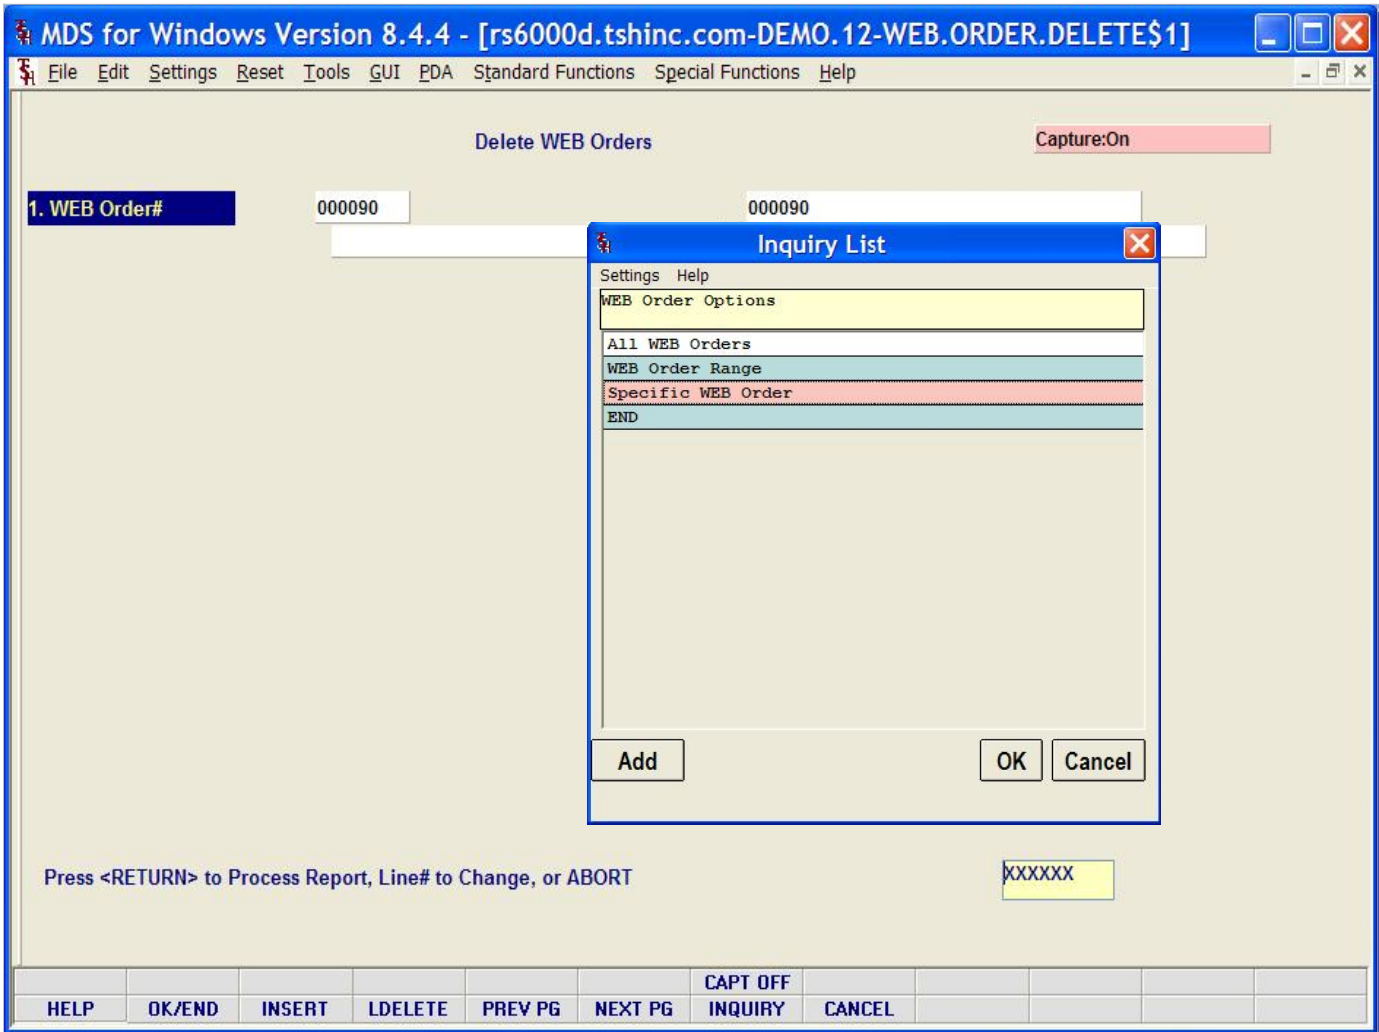 MDS for Windows Version 8.4.4 - [rs6000d.tshinc.com-DEMO.12-WEB.ORDER.DELETE$1]
File Edit Settings Reset Tools GUI PDA Standard Functions Special Functions Help
Delete WEB Orders
Capture:On
1. WEB Order# 000090 000090
Inquiry List
Settings Help
WEB Order Options
All WEB Orders
WEB Order Range
Specific WEB Order
END
Add OK Cancel
Press <RETURN> to Process Report, Line# to Change, or ABORT XXXXXX
CAPT OFF
HELP OK/END INSERT LDELETE PREV PG NEXT PG INQUIRY CANCEL